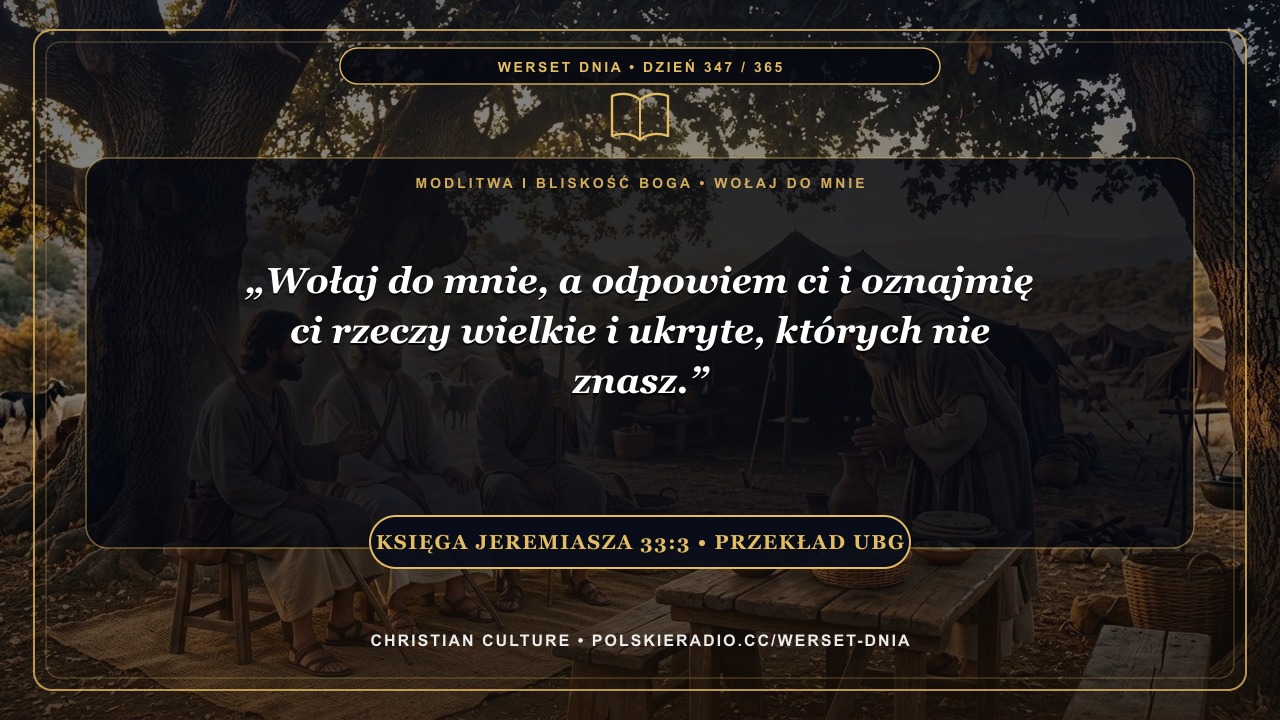 WERSET DNIA • DZIEŃ 347 / 365
MODLITWA I BLISKOŚĆ BOGA • WOŁAJ DO MNIE
„Wołaj do mnie, a odpowiem ci i oznajmię
ci rzeczy wielkie i ukryte, których nie
znasz.”
KSIĘGA JEREMIASZA 33:3 • PRZEKŁAD UBG
CHRISTIAN CULTURE • POLSKIERADIO.CC/WERSET-DNIA